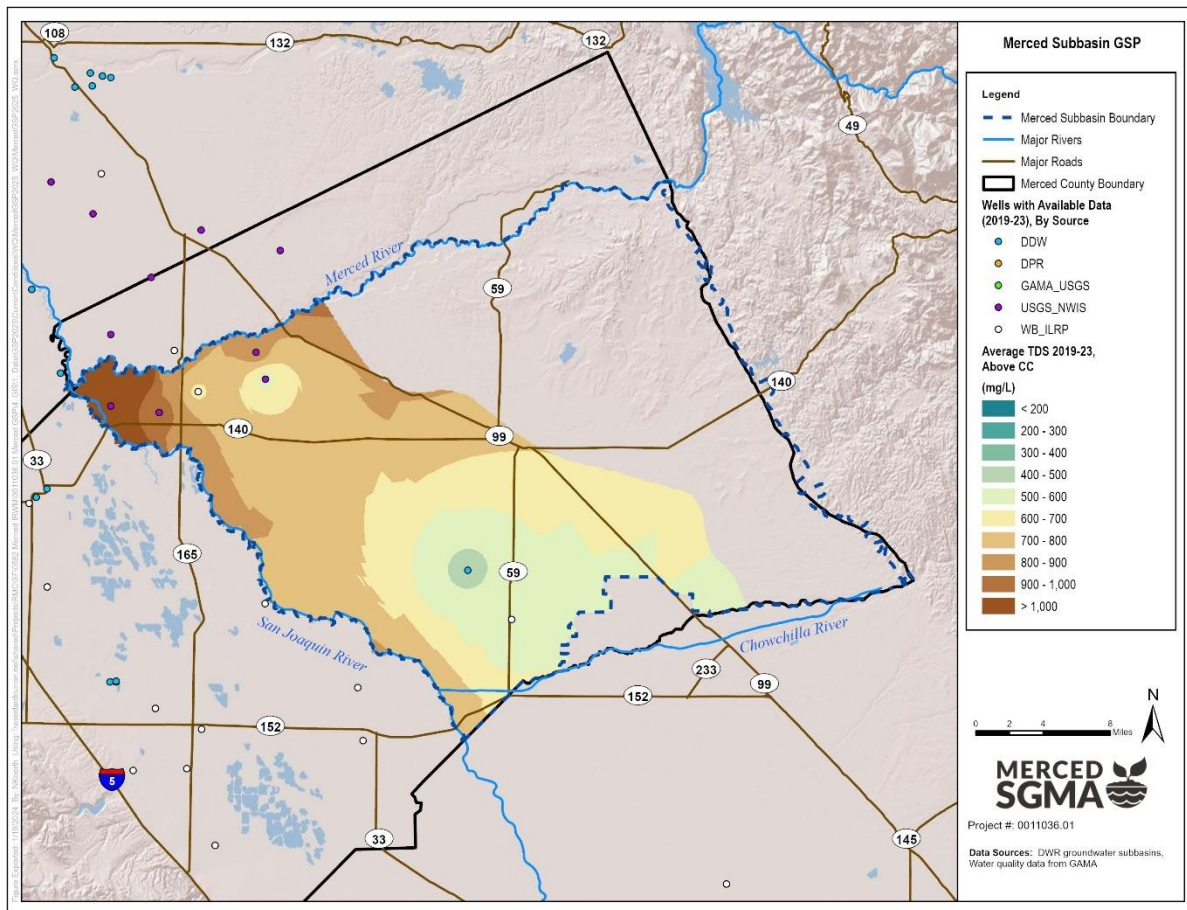 108
132
132
49
Merced River
59
140
99
140
33
165
59
San Joaquin River
Chowchilla River
233
152
99
152
5
33
145
Merced Subbasin GSP
Legend
Merced Subbasin Boundary
Major Rivers
Major Roads
Merced County Boundary
Wells with Available Data
(2019-23), By Source
DDW
DPR
GAMA_USGS
USGS_NWIS
WB_ILRP
Average TDS 2019-23,
Above CC
(mg/L)
< 200
200 - 300
300 - 400
400 - 500
500 - 600
600 - 700
700 - 800
800 - 900
900 - 1,000
> 1,000
N
0 2 4 8
Miles
MERCED
SGMA
Project #: 0011036.01
Data Sources: DWR groundwater subbasins,
Water quality data from GAMA